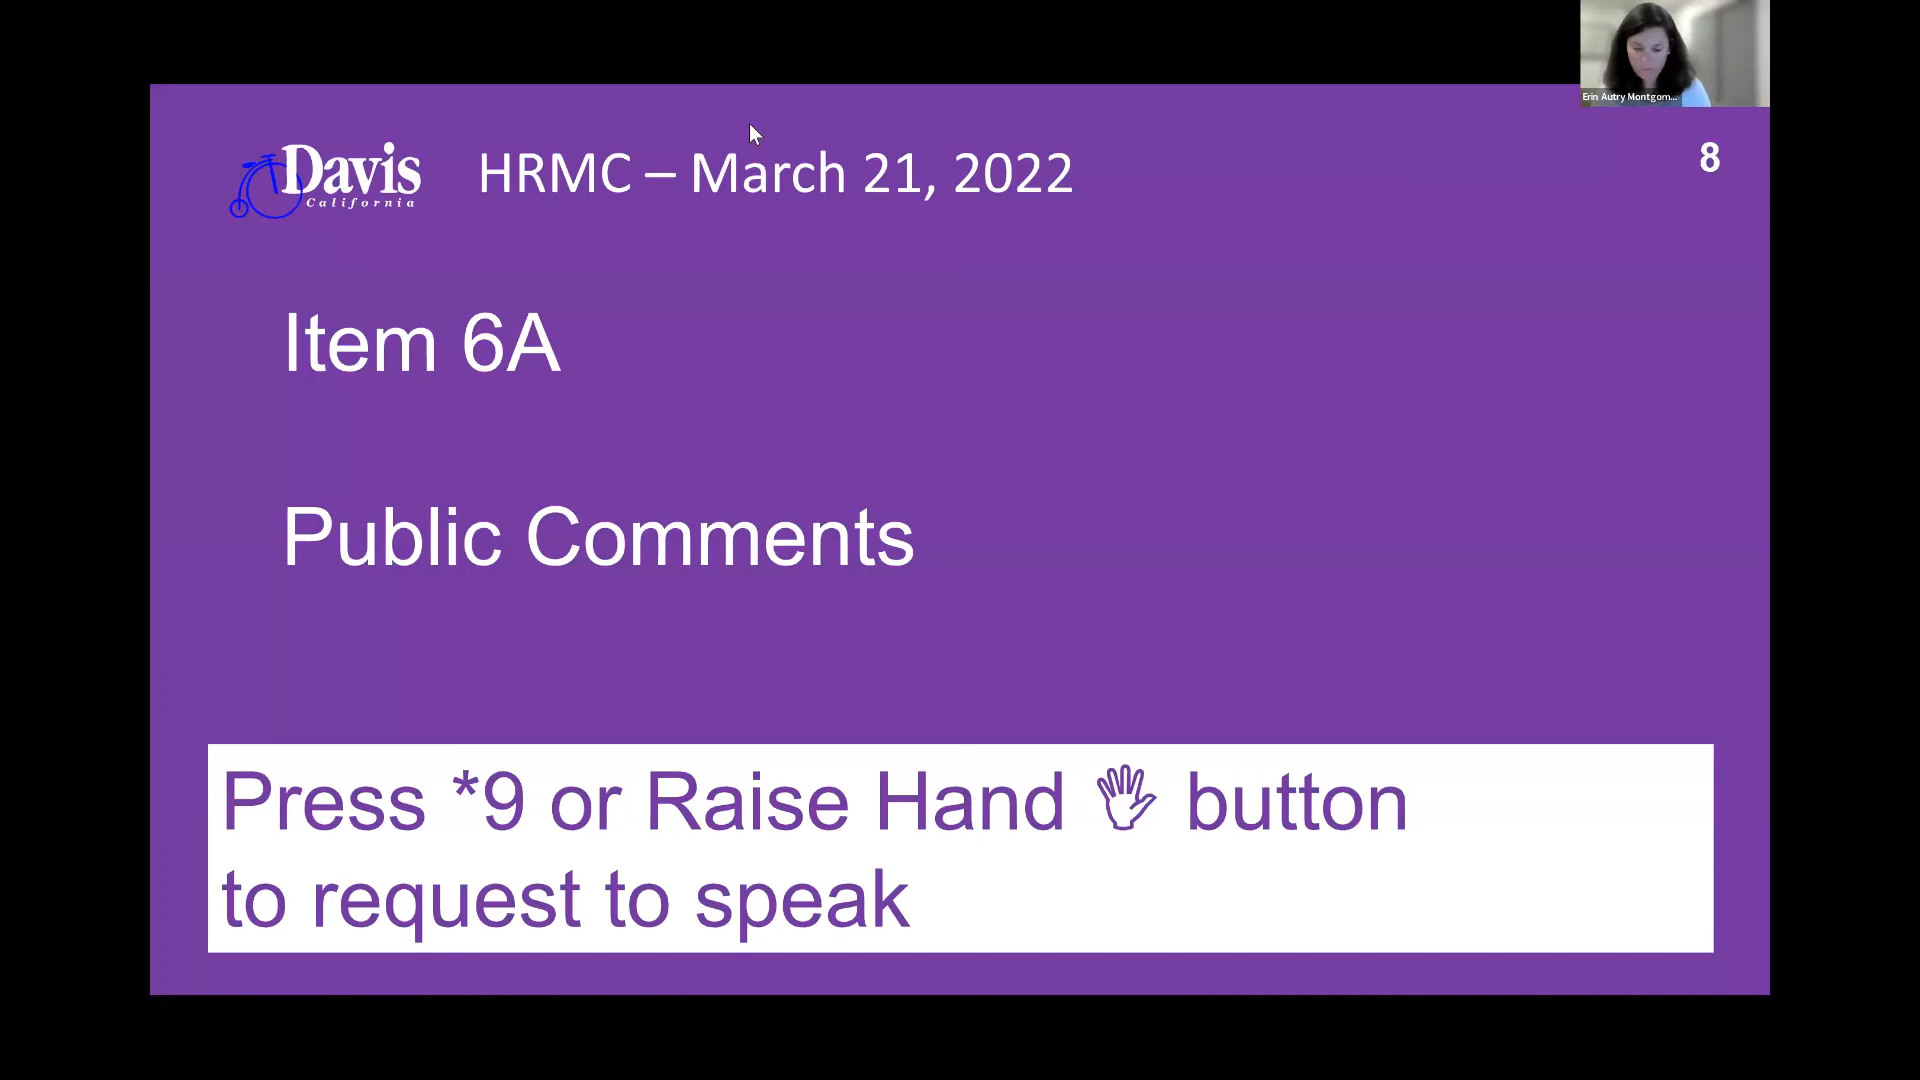 Erin Autry Montgom...
Davis
California
HRMC – March 21, 2022
8
Item 6A
Public Comments
Press *9 or Raise Hand button
to request to speak